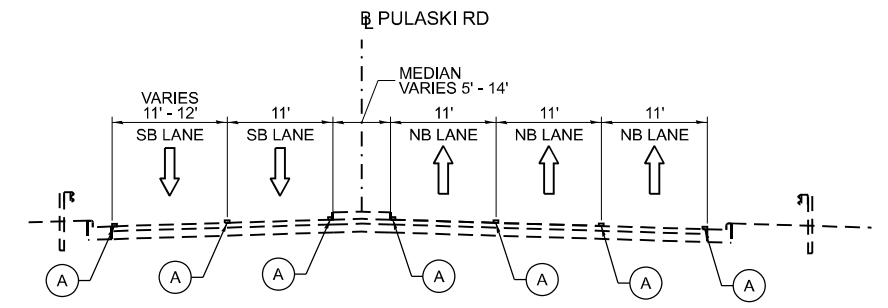 ℄ PULASKI RD
MEDIAN
VARIES 5' - 14'
VARIES
11' - 12'
11'
11'
11'
11'
SB LANE
SB LANE
NB LANE
NB LANE
NB LANE
A
A
A
A
A
A
A